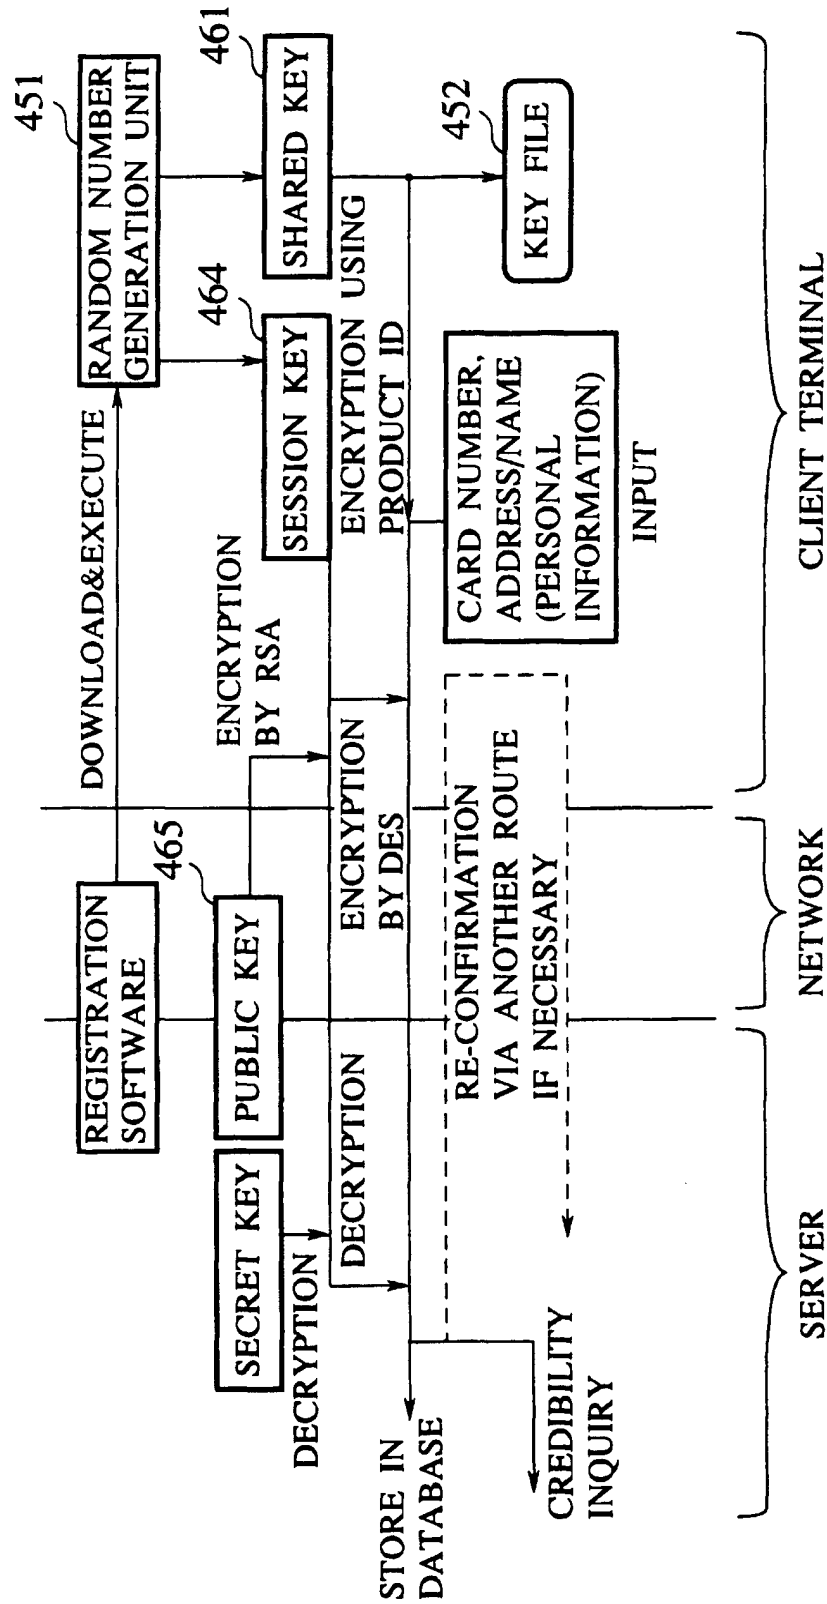 451
RANDOM NUMBER
GENERATION UNIT
461
SHARED KEY
452
KEY FILE
464
SESSION KEY
ENCRYPTION USING
PRODUCT ID
CARD NUMBER,
ADDRESS/NAME
(PERSONAL
INFORMATION)
INPUT
CLIENT TERMINAL
DOWNLOAD&EXECUTE
ENCRYPTION
BY RSA
REGISTRATION
SOFTWARE
465
PUBLIC KEY
ENCRYPTION
BY DES
RE-CONFIRMATION
VIA ANOTHER ROUTE
IF NECESSARY
NETWORK
SECRET KEY
DECRYPTION
DECRYPTION
STORE IN
DATABASE
CREDIBILITY
INQUIRY
SERVER